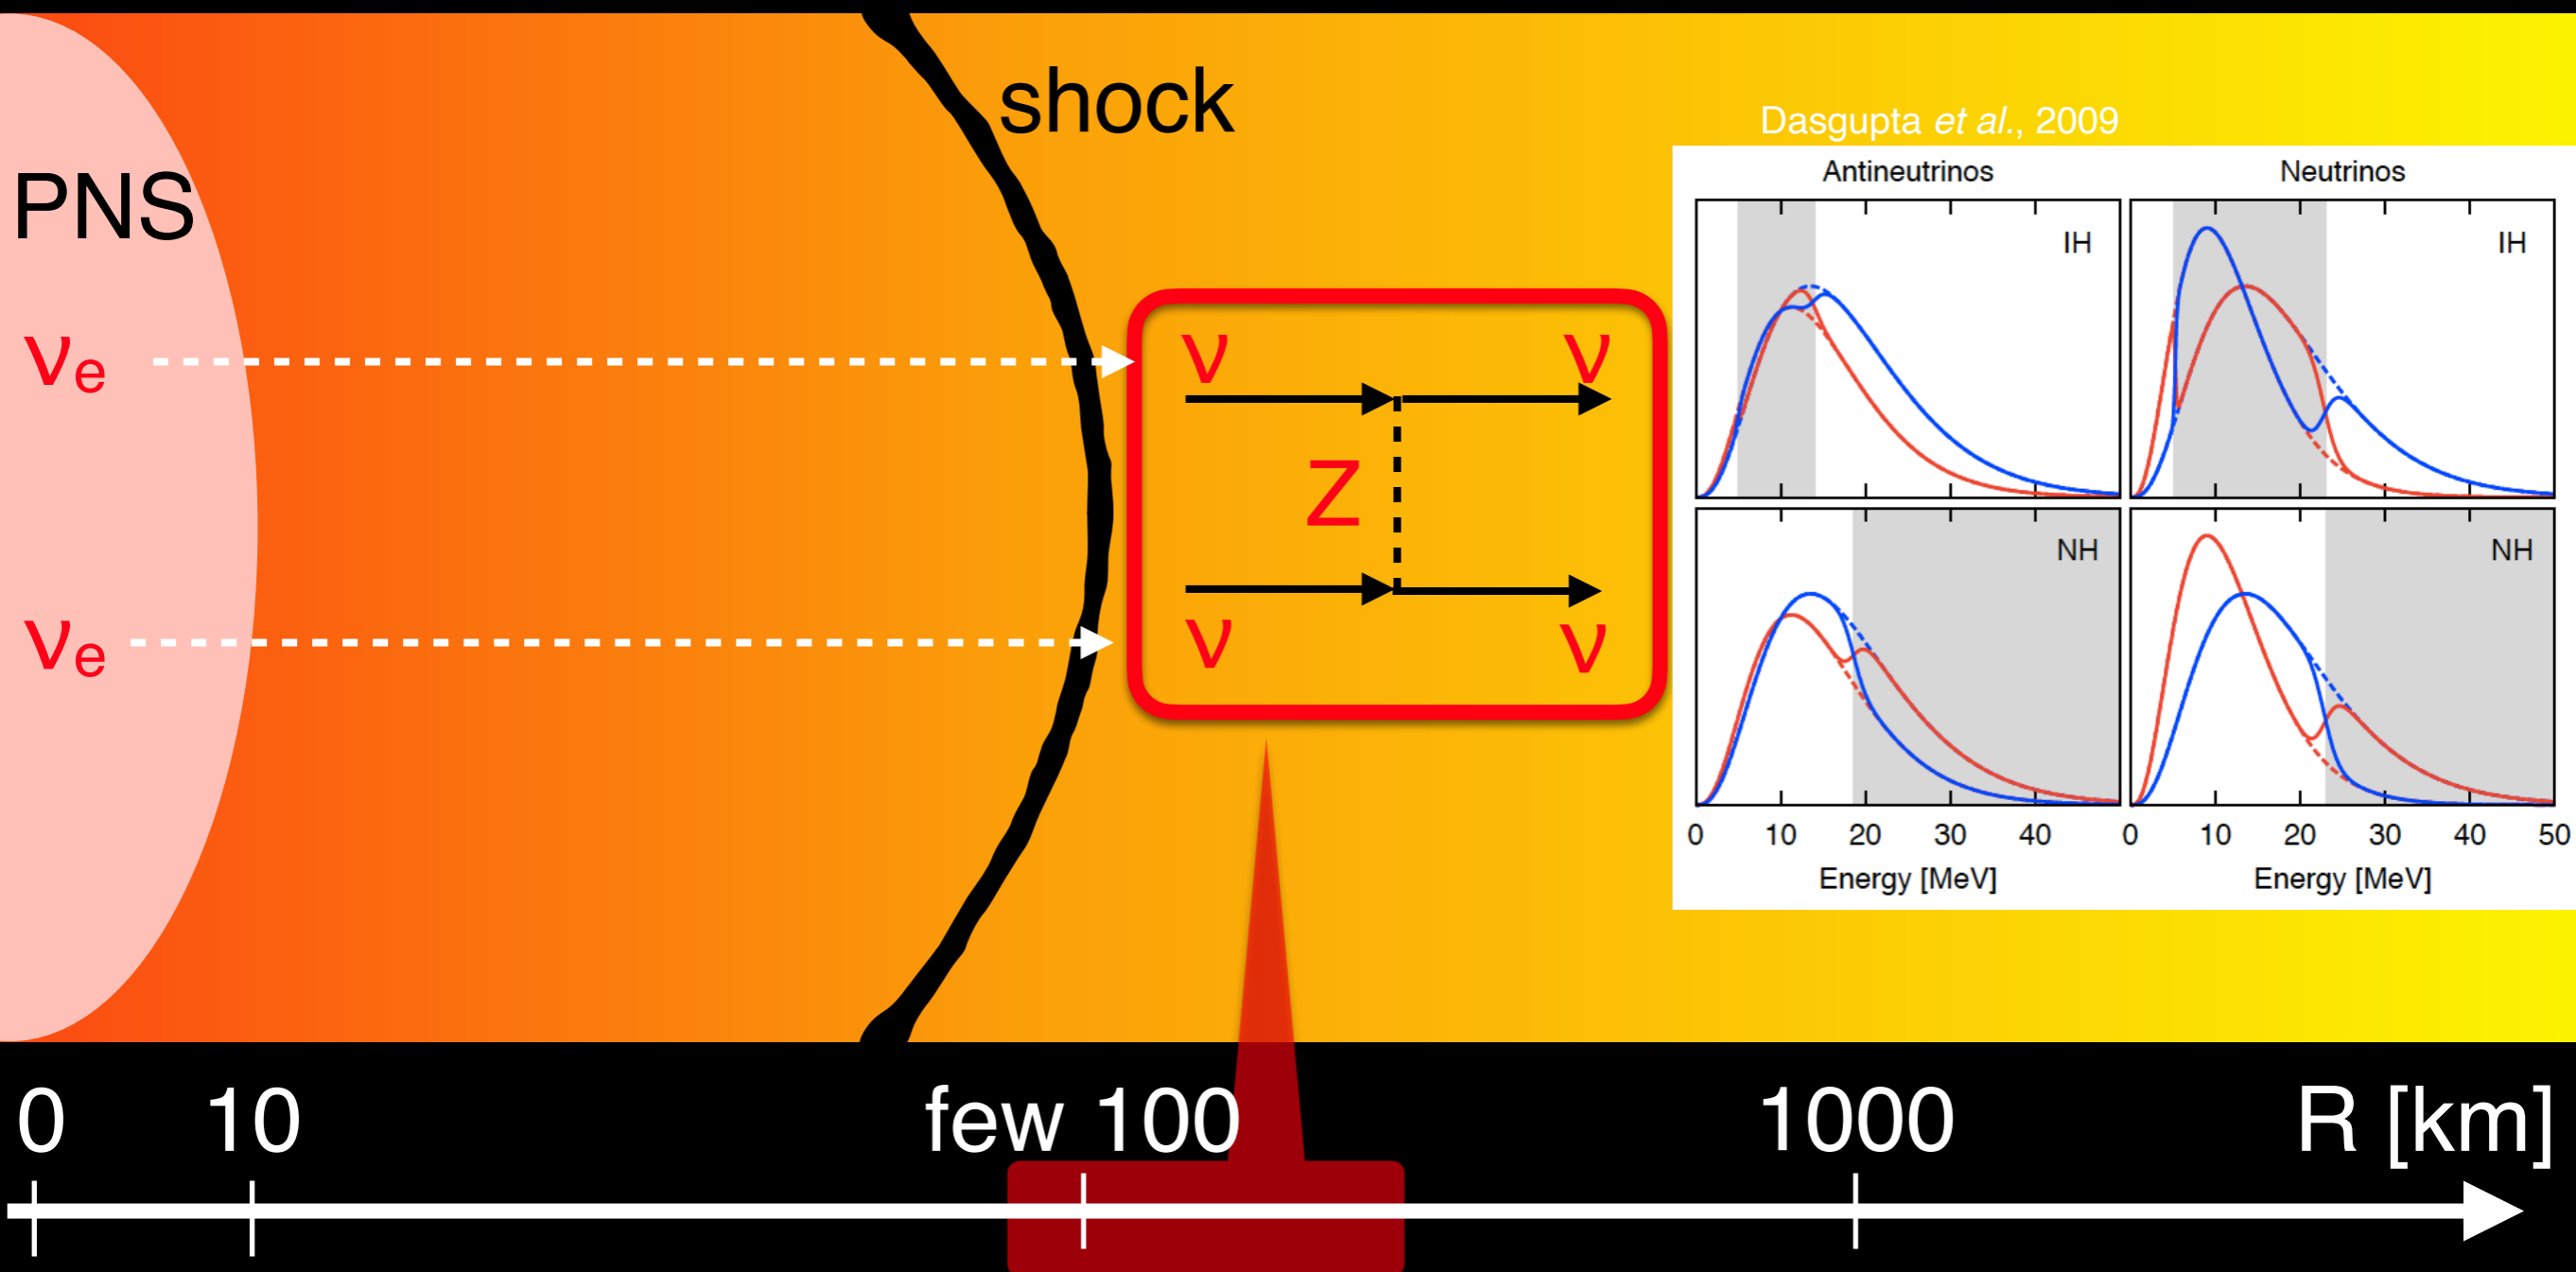 shock
PNS
νe
νe
ν
ν
Z
ν
ν
Dasgupta et al., 2009
Antineutrinos
Neutrinos
IH
IH
NH
NH
0 10 20 30 40 0 10 20 30 40 50
Energy [MeV]
Energy [MeV]
0 10 few 100 1000 R [km]